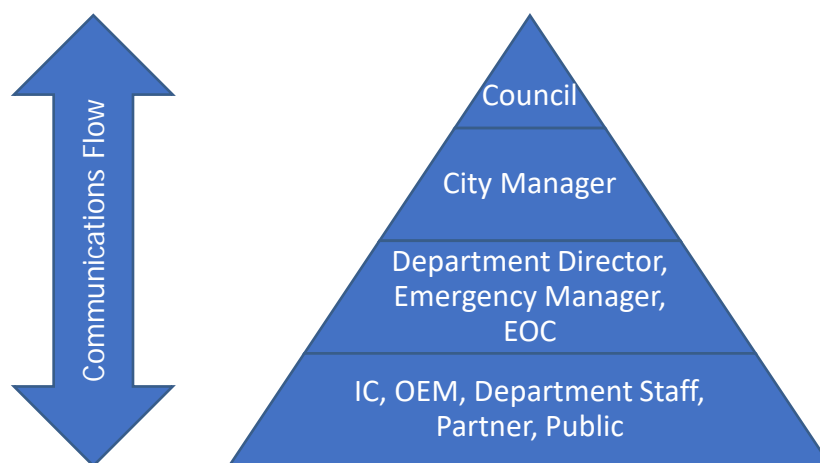 Communications Flow
Council
City Manager
Department Director,
Emergency Manager,
EOC
IC, OEM, Department Staff,
Partner, Public